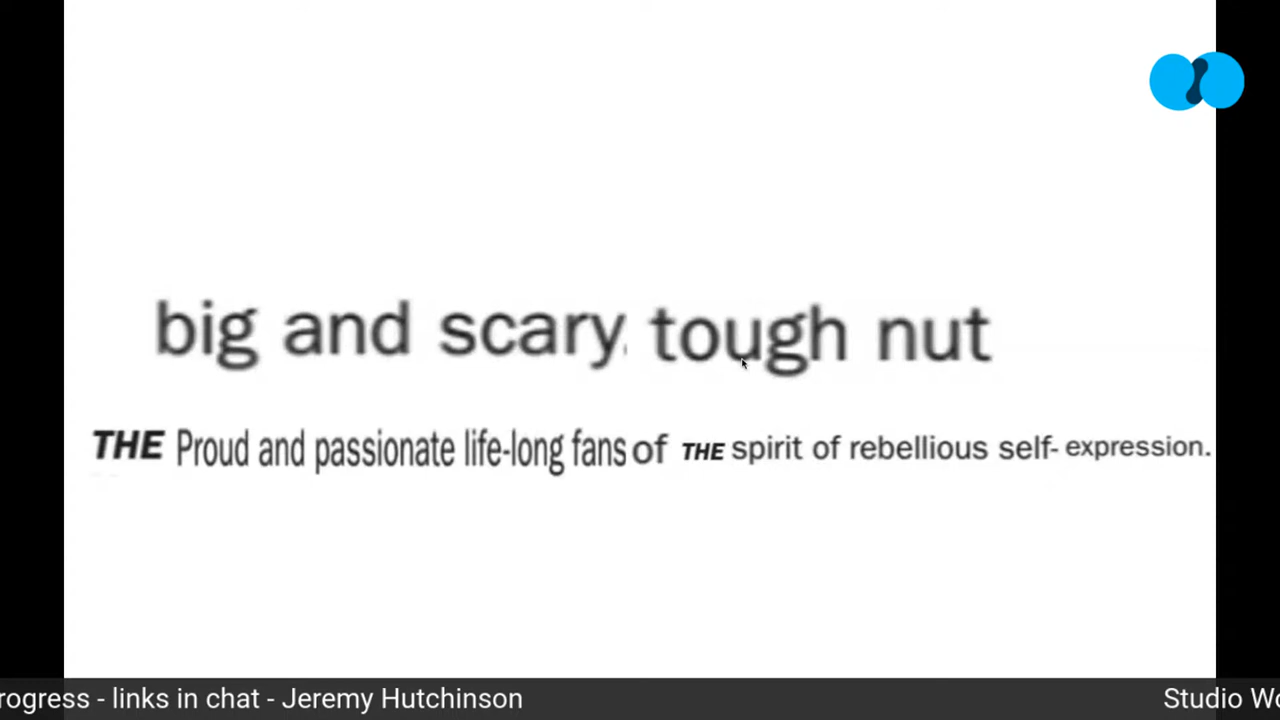 big and scary tough nut
THE Proud and passionate life-long fans of THE spirit of rebellious self- expression.
rogress - links in chat - Jeremy Hutchinson
Studio Wo